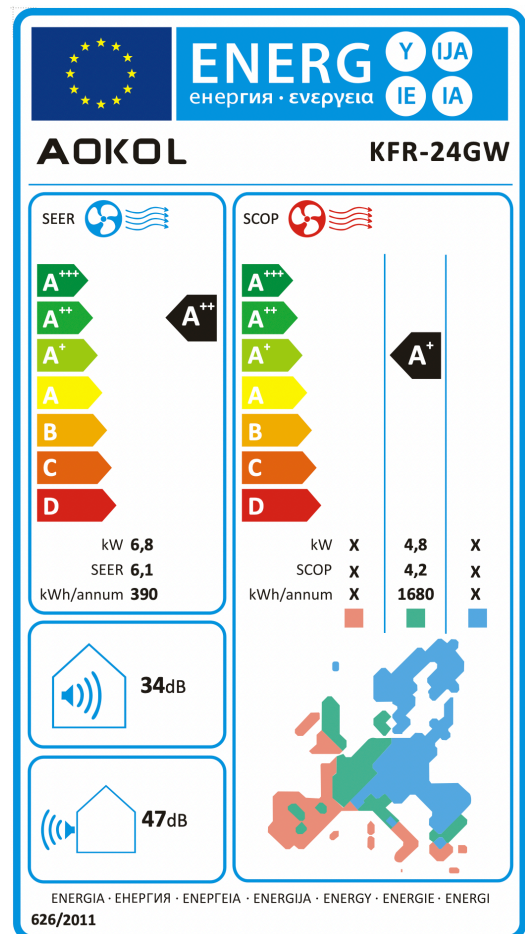 ENERG Y IJA
енергия · ενεργεια IE IA
AOKOL KFR-24GW
SEER
SCOP
A+++
A++
A+
A
B
C
D
A++
kW 6,8
SEER 6,1
kWh/annum 390
A+++
A++
A+
A
B
C
D
A+
kW X 4,8 X
SCOP X 4,2 X
kWh/annum X 1680 X
34dB
47dB
ENERGIA · ЕНЕРГИЯ · ΕΝΕΡΓΕΙΑ · ENERGIJA · ENERGY · ENERGIE · ENERGI
626/2011